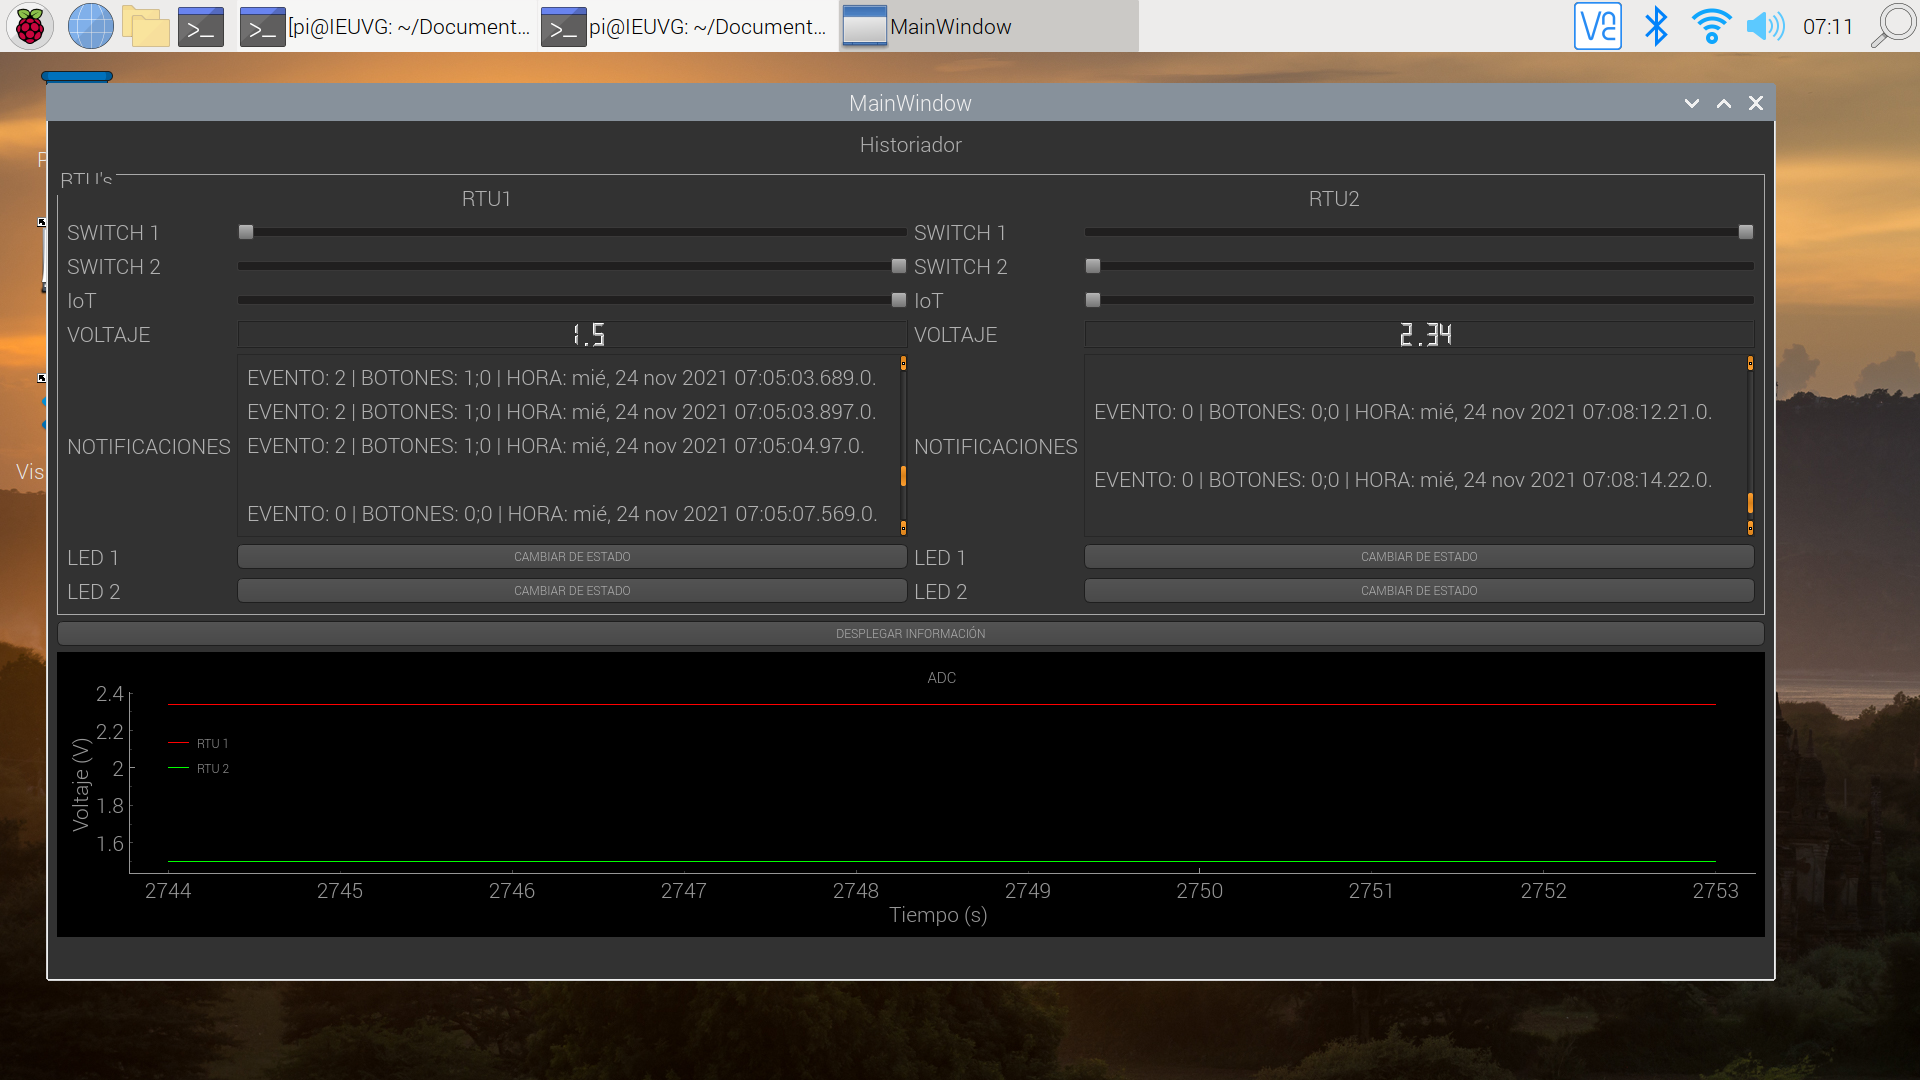 [pi@IEUVG: ~/Document... pi@IEUVG: ~/Document... MainWindow 07:11
MainWindow
Historiador
RTU's
RTU1
SWITCH 1
SWITCH 2
IoT
VOLTAJE 1.5
NOTIFICACIONES
EVENTO: 2 | BOTONES: 1;0 | HORA: mié, 24 nov 2021 07:05:03.689.0.
EVENTO: 2 | BOTONES: 1;0 | HORA: mié, 24 nov 2021 07:05:03.897.0.
EVENTO: 2 | BOTONES: 1;0 | HORA: mié, 24 nov 2021 07:05:04.97.0.
EVENTO: 0 | BOTONES: 0;0 | HORA: mié, 24 nov 2021 07:05:07.569.0.
LED 1 CAMBIAR DE ESTADO
LED 2 CAMBIAR DE ESTADO
RTU2
SWITCH 1
SWITCH 2
IoT
VOLTAJE 2.34
NOTIFICACIONES
EVENTO: 0 | BOTONES: 0;0 | HORA: mié, 24 nov 2021 07:08:12.21.0.
EVENTO: 0 | BOTONES: 0;0 | HORA: mié, 24 nov 2021 07:08:14.22.0.
LED 1 CAMBIAR DE ESTADO
LED 2 CAMBIAR DE ESTADO
DESPLEGAR INFORMACIÓN
ADC
Voltaje (V)
2.4
2.2
2
1.8
1.6
RTU 1
RTU 2
2744 2745 2746 2747 2748 2749 2750 2751 2752 2753
Tiempo (s)
Vis